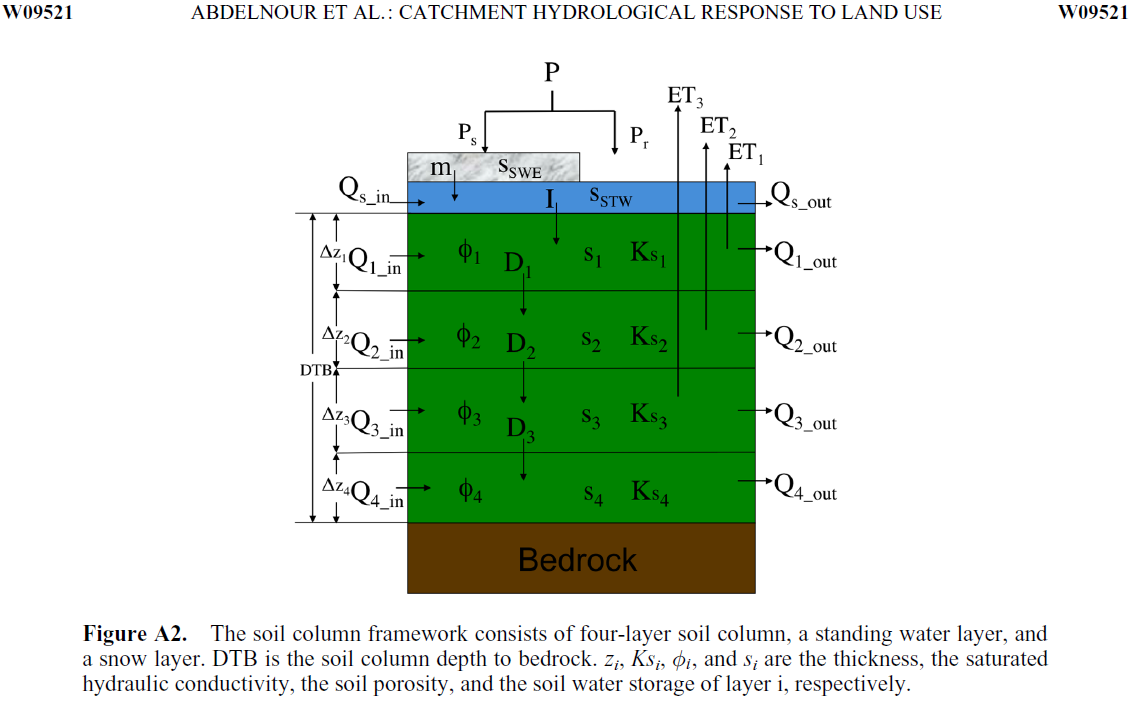 W09521 ABDELNOUR ET AL.: CATCHMENT HYDROLOGICAL RESPONSE TO LAND USE W09521
P
ET3
Ps Pr ET2
ET1
m SSWE
Qs_in I SSTW Qs_out
Δz1 Q1_in ϕ1 D1 s1 Ks1 Q1_out
Δz2 Q2_in ϕ2 D2 s2 Ks2 Q2_out
DTB
Δz3 Q3_in ϕ3 D3 s3 Ks3 Q3_out
Δz4 Q4_in ϕ4 s4 Ks4 Q4_out
Bedrock
Figure A2. The soil column framework consists of four-layer soil column, a standing water layer, and
a snow layer. DTB is the soil column depth to bedrock. zi, Ksi, ϕi, and si are the thickness, the saturated
hydraulic conductivity, the soil porosity, and the soil water storage of layer i, respectively.